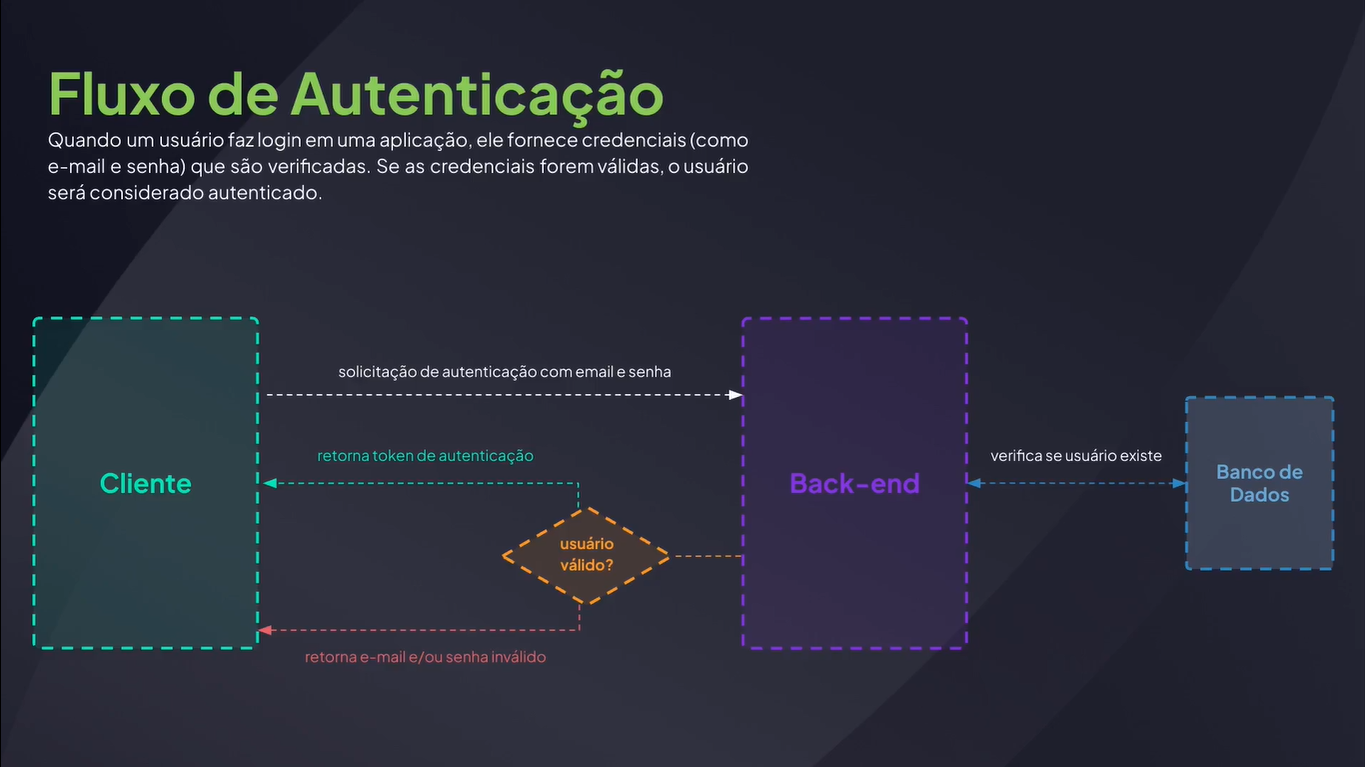 Fluxo de Autenticação
Quando um usuário faz login em uma aplicação, ele fornece credenciais (como
e-mail e senha) que são verificadas. Se as credenciais forem válidas, o usuário
será considerado autenticado.
solicitação de autenticação com email e senha
retorna token de autenticação
verifica se usuário existe
Cliente
Back-end
Banco de
Dados
usuário
válido?
retorna e-mail e/ou senha inválido